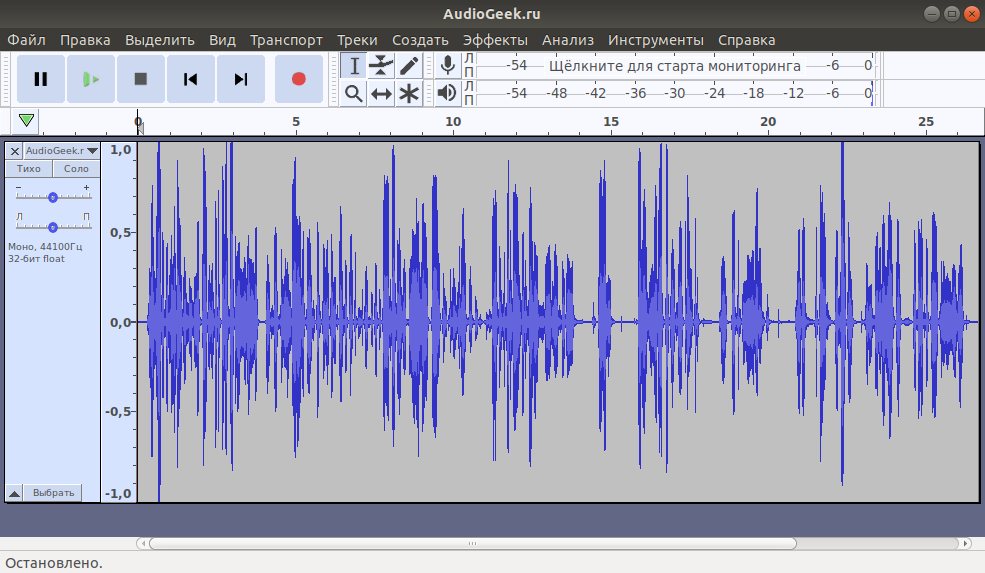 AudioGeek.ru
Файл Правка Выделить Вид Транспорт Треки Создать Эффекты Анализ Инструменты Справка
Л
П
-54 Щёлкните для старта мониторинга -6 0
Л
П
-54 -48 -42 -36 -30 -24 -18 -12 -6 0
0 5 10 15 20 25
AudioGeek.r
Тихо Соло
- +
Л П
Моно, 44100Гц
32-бит float
1,0
0,5
0,0
-0,5
-1,0
Выбрать
Остановлено.